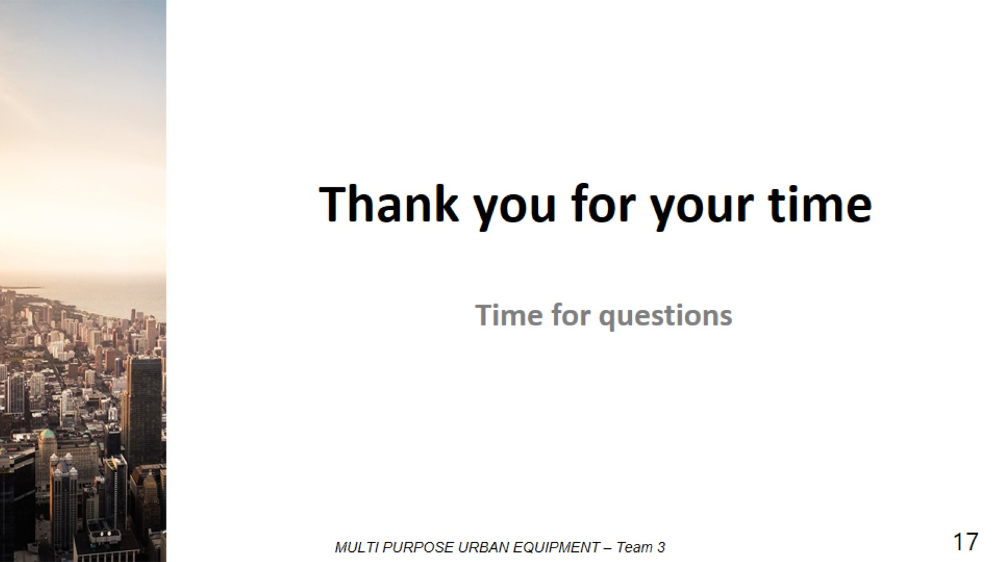 Thank you for your time
Time for questions
MULTI PURPOSE URBAN EQUIPMENT – Team 3
17